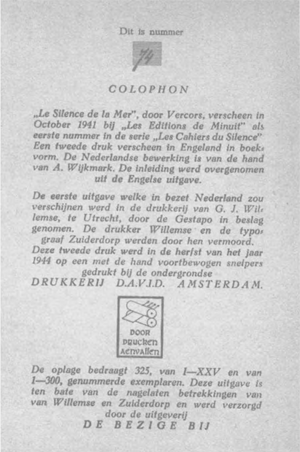 Dit is nummer
74
COLOPHON
„Le Silence de la Mer”, door Vercors, verscheen in
October 1941 bij „Les Editions de Minuit” als
eerste nummer in de serie „Les Cahiers du Silence”
Een tweede druk verscheen in Engeland in boek-
vorm. De Nederlandse bewerking is van de hand
van A. Wijkmark. De inleiding werd overgenomen
uit de Engelse uitgave.
De eerste uitgave welke in bezet Nederland zou
verschijnen werd in de drukkerij van G. J. Wil-
lemse, te Utrecht, door de Gestapo in beslag
genomen. De drukker Willemse en de typo-
graaf Zuiderdorp werden door hen vermoord.
Deze tweede druk werd in de herfst van het jaar
1944 op een met de hand voortbewogen snelpers
gedrukt bij de ondergrondse
DRUKKERIJ D.A.V.I.D. AMSTERDAM.
DOOR
DRUCKEN
AENVALLEN
De oplage bedraagt 325, van I—XXV en van
1—300, genummerde exemplaren. Deze uitgave is
ten bate van de nagelaten betrekkingen van
van Willemse en Zuiderdorp en werd verzorgd
door de uitgeverij
DE BEZIGE BIJ